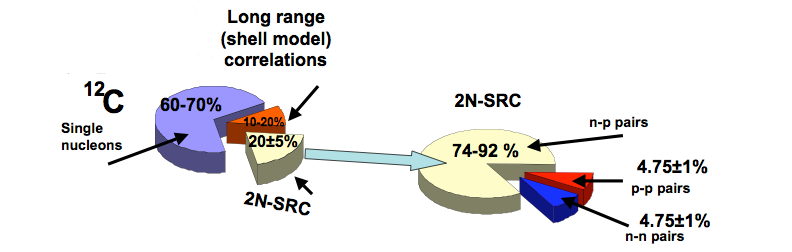 Long range
(shell model)
correlations
12C
60-70%
10-20%
Single
nucleons
20±5%
2N-SRC
2N-SRC
n-p pairs
74-92 %
4.75±1%
p-p pairs
4.75±1%
n-n pairs